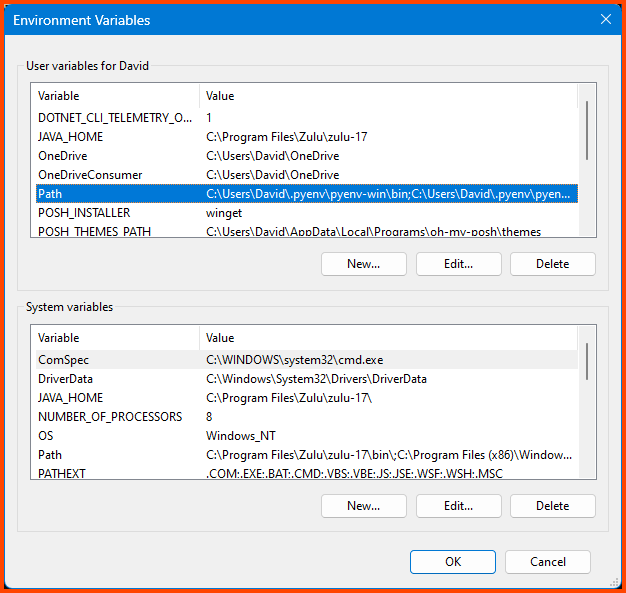 Environment Variables
User variables for David
Variable Value
DOTNET_CLI_TELEMETRY_O... 1
JAVA_HOME C:\Program Files\Zulu\zulu-17
OneDrive C:\Users\David\OneDrive
OneDriveConsumer C:\Users\David\OneDrive
Path C:\Users\David\.pyenv\pyenv-win\bin;C:\Users\David\.pyenv\pyen...
POSH_INSTALLER winget
POSH_THEMES_PATH C:\Users\David\AppData\Local\Programs\oh-my-posh\themes
New... Edit... Delete
System variables
Variable Value
ComSpec C:\WINDOWS\system32\cmd.exe
DriverData C:\Windows\System32\Drivers\DriverData
JAVA_HOME C:\Program Files\Zulu\zulu-17\
NUMBER_OF_PROCESSORS 8
OS Windows_NT
Path C:\Program Files\Zulu\zulu-17\bin\;C:\Program Files (x86)\Window...
PATHEXT .COM;.EXE;.BAT;.CMD;.VBS;.VBE;.JS;.JSE;.WSF;.WSH;.MSC
New... Edit... Delete
OK Cancel